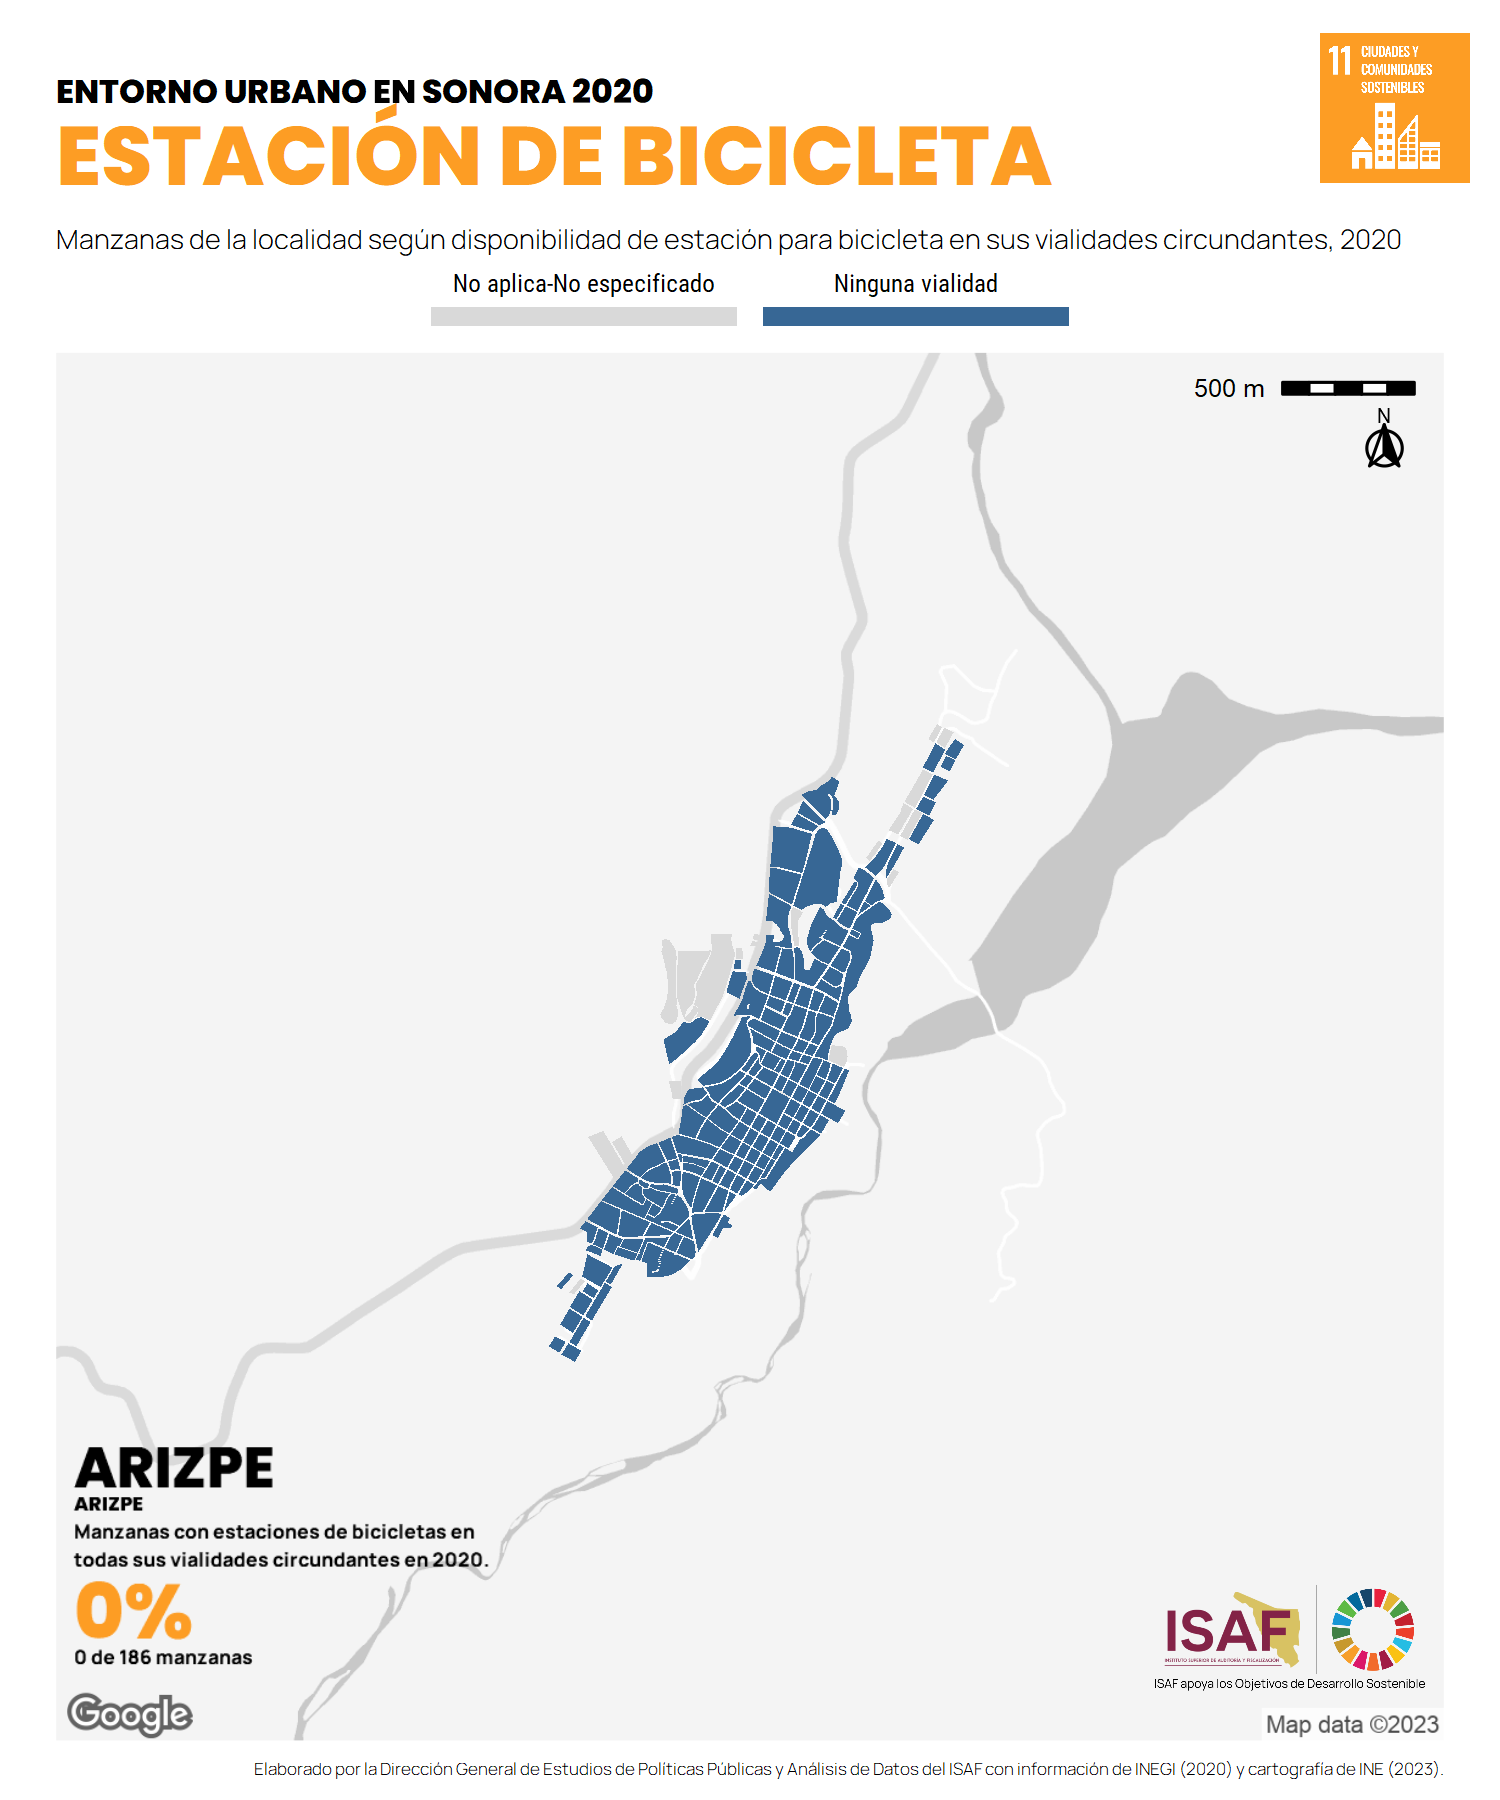 ENTORNO URBANO EN SONORA 2020
ESTACIÓN DE BICICLETA
11 CIUDADES Y
COMUNIDADES
SOSTENIBLES
Manzanas de la localidad según disponibilidad de estación para bicicleta en sus vialidades circundantes, 2020
No aplica-No especificado
Ninguna vialidad
500 m
N
ARIZPE
ARIZPE
Manzanas con estaciones de bicicletas en
todas sus vialidades circundantes en 2020.
0%
0 de 186 manzanas
Google
ISAF
INSTITUTO SUPERIOR DE AUDITORÍA Y FISCALIZACIÓN
ISAF apoya los Objetivos de Desarrollo Sostenible
Map data ©2023
Elaborado por la Dirección General de Estudios de Políticas Públicas y Análisis de Datos del ISAF con información de INEGI (2020) y cartografía de INE (2023).